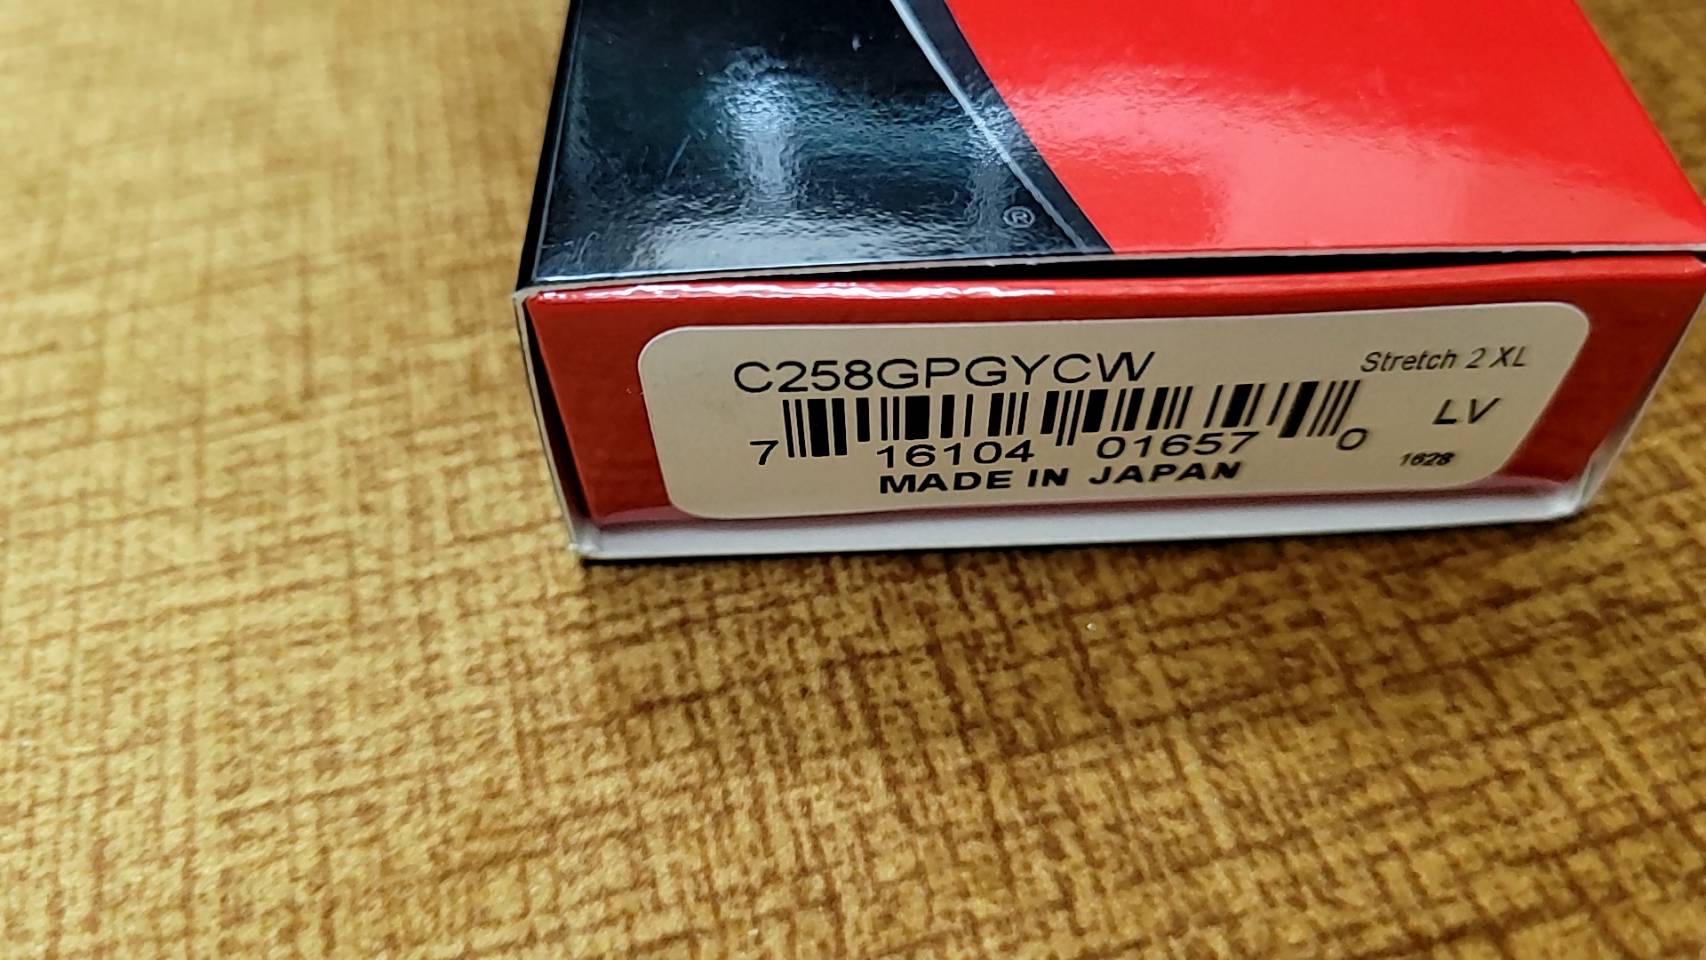 ®
C258GPGYCW
Stretch 2 XL
LV
7 16104 01657 0
1628
MADE IN JAPAN